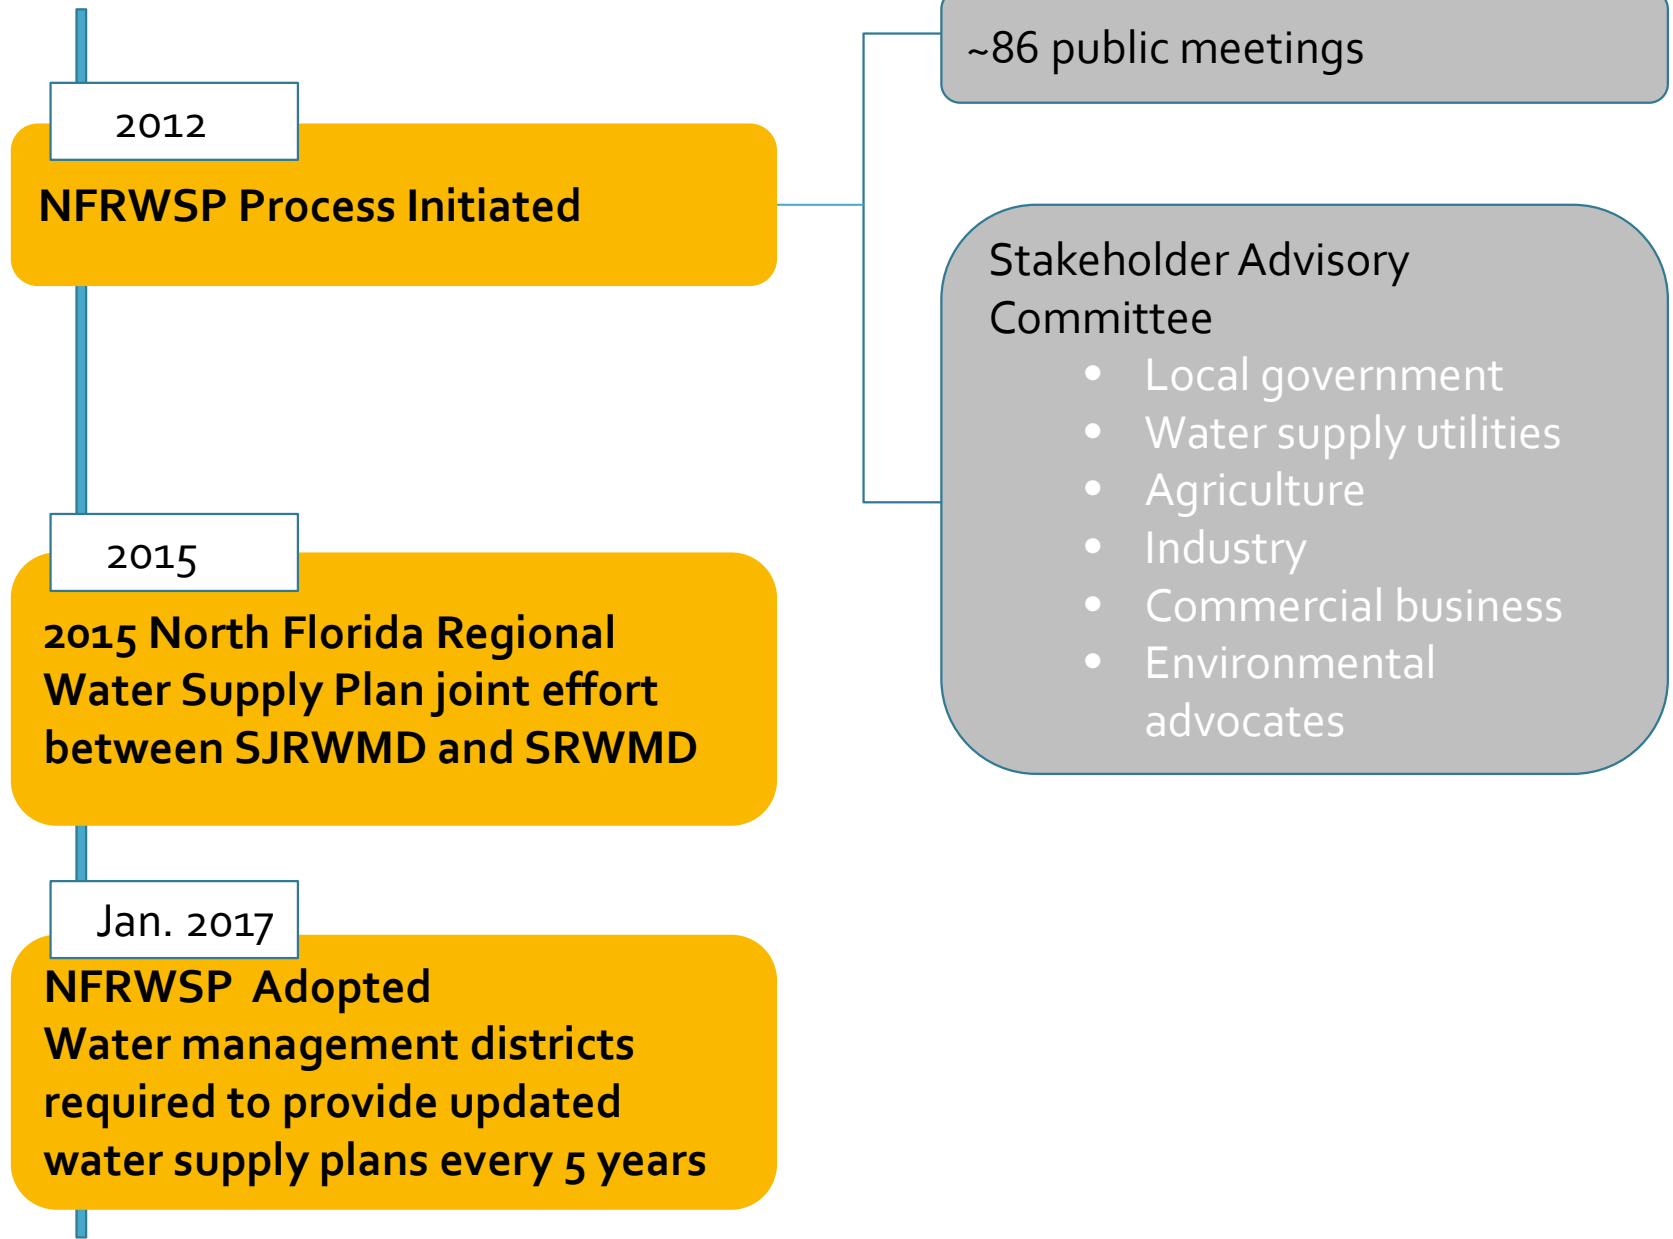 2012
NFRWSP Process Initiated
~86 public meetings
Stakeholder Advisory
Committee
• Local government
• Water supply utilities
• Agriculture
• Industry
• Commercial business
• Environmental
advocates
2015
2015 North Florida Regional
Water Supply Plan joint effort
between SJRWMD and SRWMD
Jan. 2017
NFRWSP Adopted
Water management districts
required to provide updated
water supply plans every 5 years